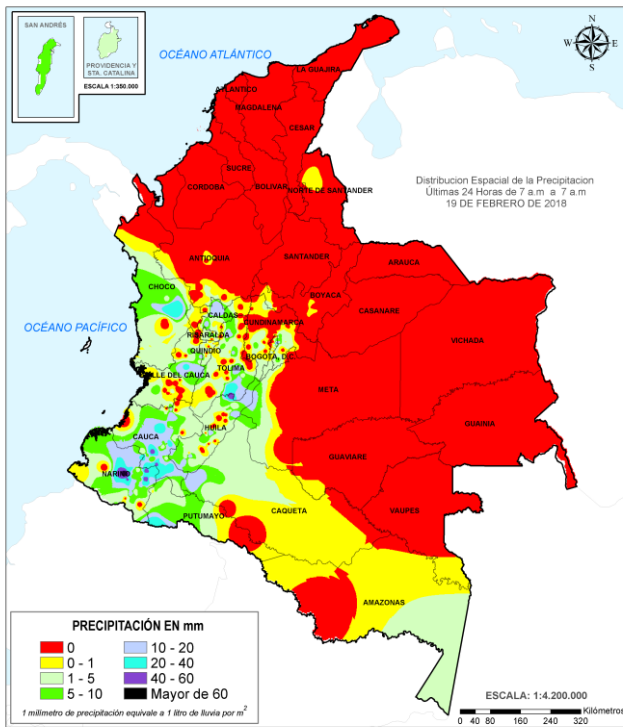 SAN ANDRÉS
PROVIDENCIA Y
STA. CATALINA
ESCALA 1:350.000
OCÉANO ATLÁNTICO
N
W
E
S
LA GUAJIRA
ATLANTICO
MAGDALENA
CESAR
SUCRE
CORDOBA
BOLIVAR
NORTE DE SANTANDER
Distribucion Espacial de la Precipitacion
Últimas 24 Horas de 7 a.m a 7 a.m
19 DE FEBRERO DE 2018
ANTIOQUIA
SANTANDER
ARAUCA
CHOCO
BOYACA
CASANARE
OCÉANO PACÍFICO
CALDAS
CUNDINAMARCA
VICHADA
RISARALDA
QUINDIO
BOGOTA, D.C.
TOLIMA
VALLE DEL CAUCA
META
GUAINIA
CAUCA
HUILA
GUAVIARE
NARIÑO
CAQUETA
VAUPES
PUTUMAYO
AMAZONAS
PRECIPITACIÓN EN mm
0
10 - 20
0 - 1
20 - 40
1 - 5
40 - 60
5 - 10
Mayor de 60
1 milímetro de precipitación equivale a 1 litro de lluvia por m²
ESCALA: 1:4.200.000
Kilómetros
0 40 80 160 240 320